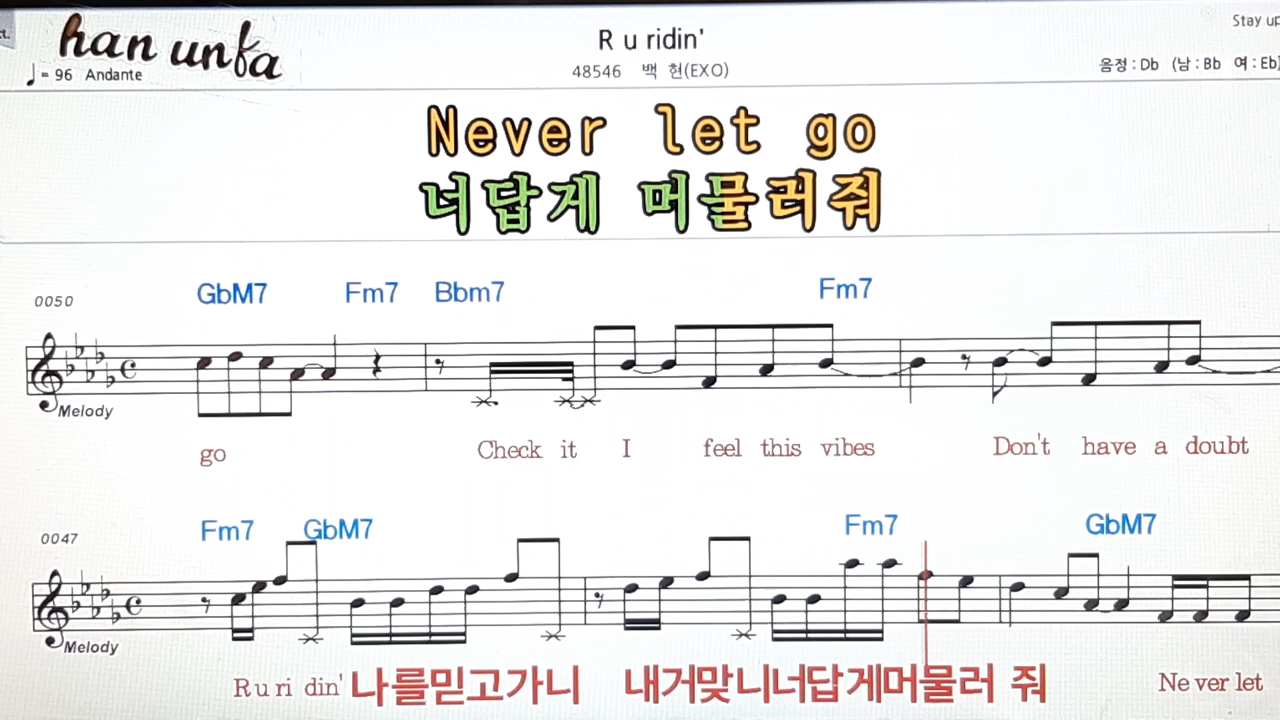 ct.
han unfa
R u ridin'
Stay up
♩= 96 Andante
48546 백 현(EXO)
음정 : Db (남 : Bb 여 : Eb)
Never let go
너답게 머물러줘
0050
GbM7 Fm7 Bbm7 Fm7
Melody
go Check it I feel this vibes Don't have a doubt
0047
Fm7 GbM7 Fm7 GbM7
Melody
R u ri din' 나를믿고가니 내거맞니너답게머물러 줘 Ne ver let